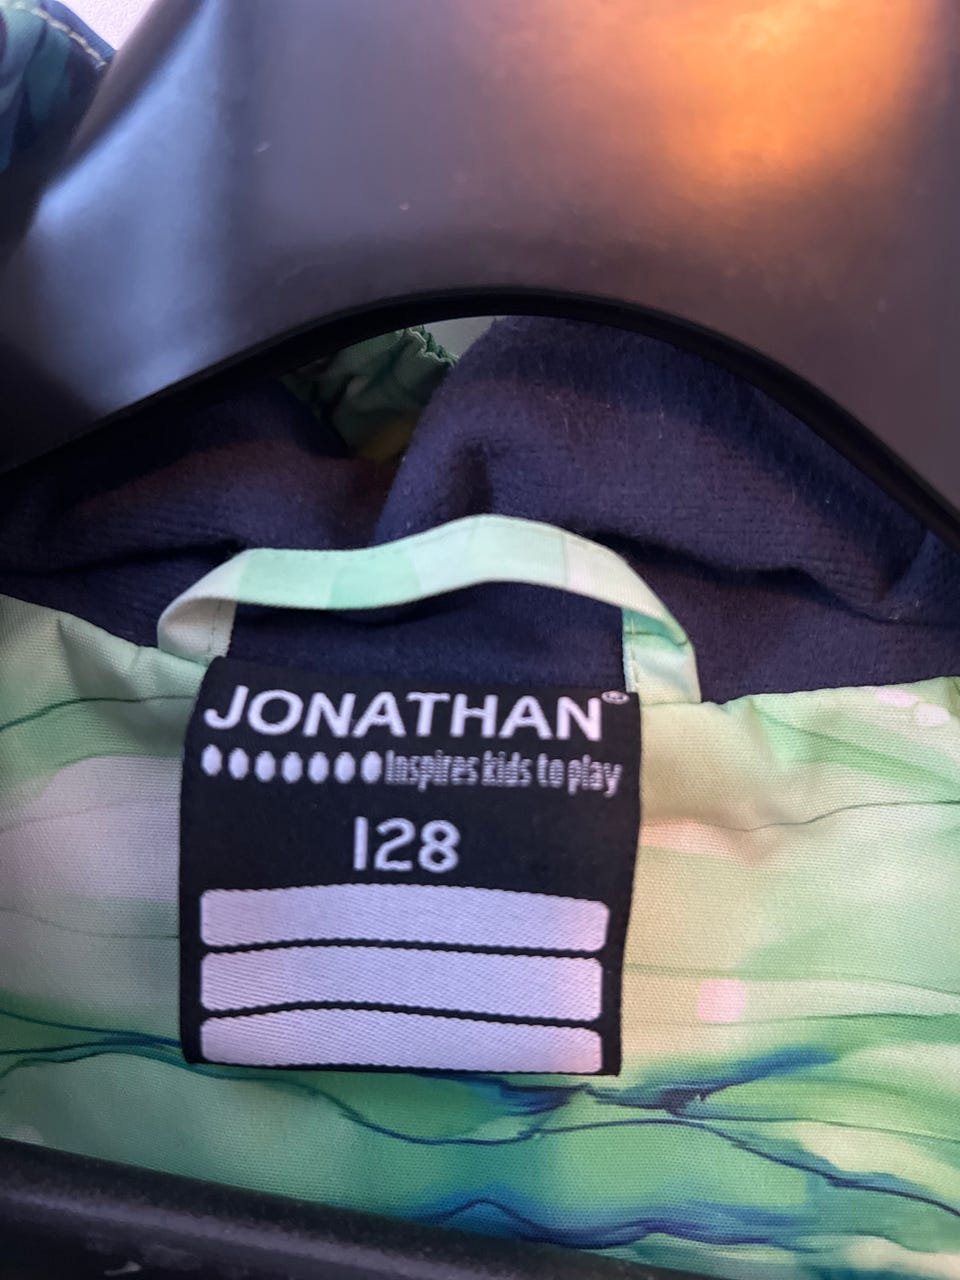 JONATHAN®
Inspires kids to play
128